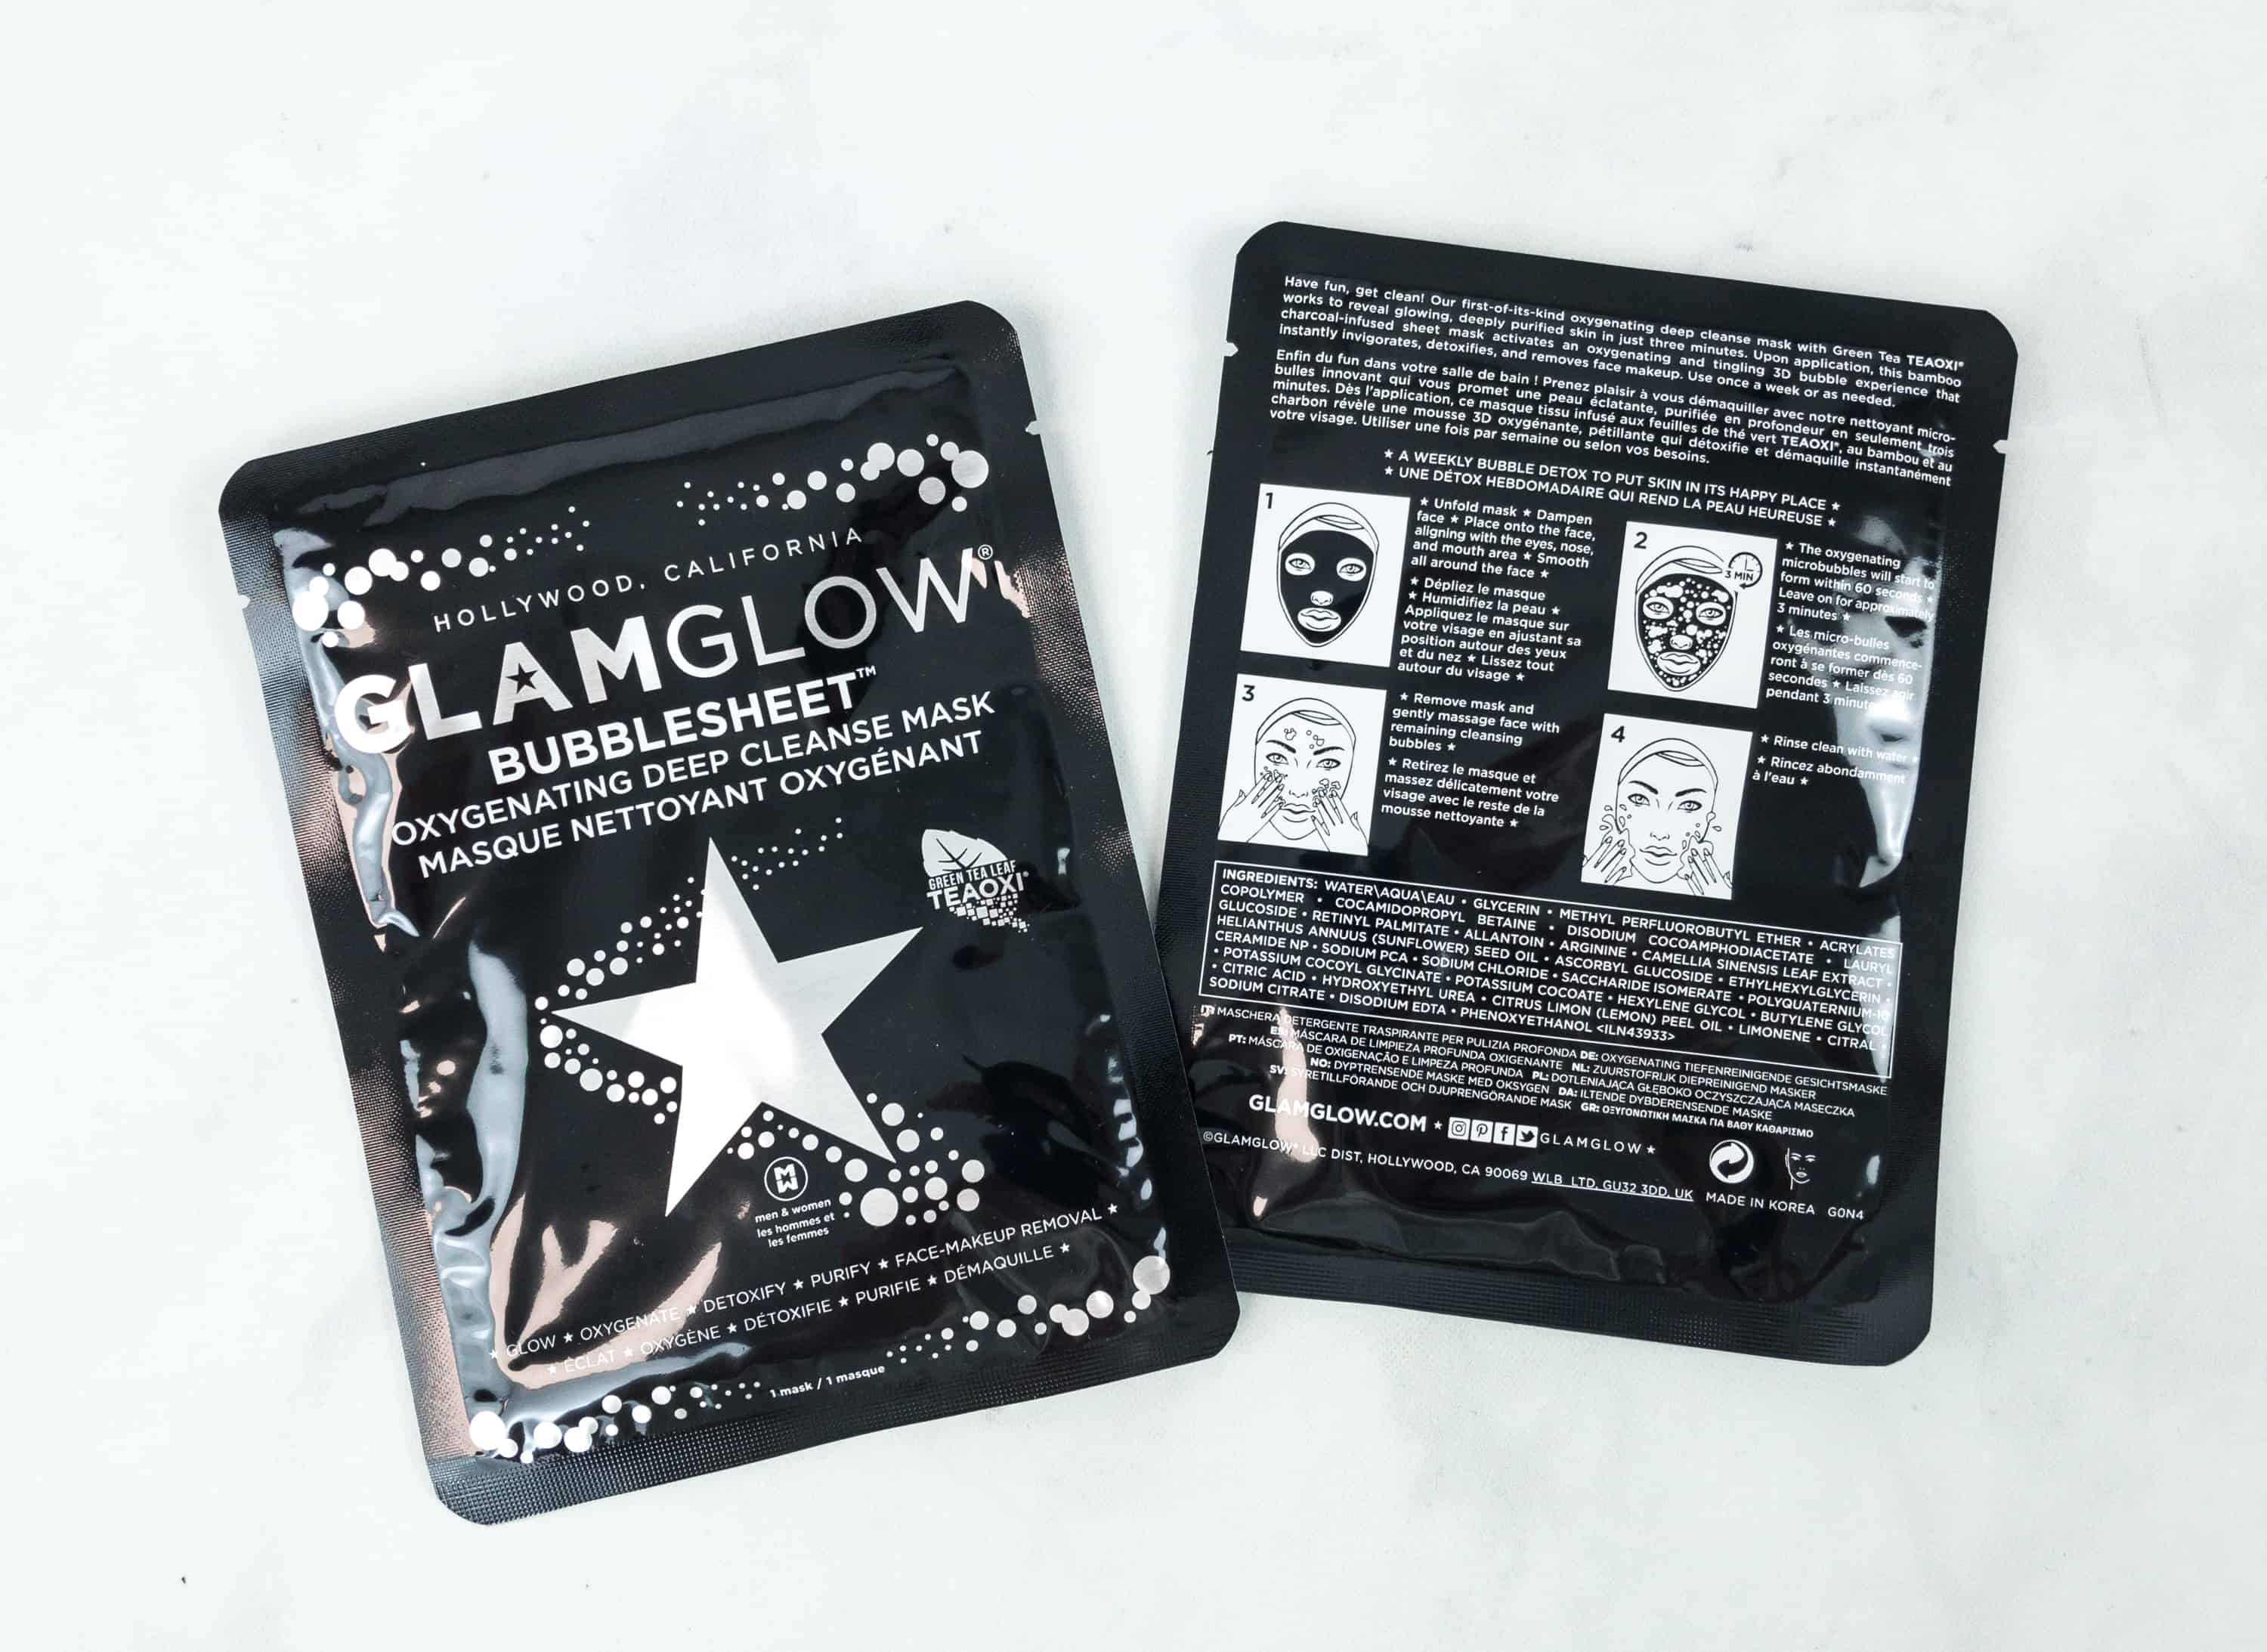 HOLLYWOOD, CALIFORNIA
GLAMGLOW®
BUBBLESHEET™
OXYGENATING DEEP CLEANSE MASK
MASQUE NETTOYANT OXYGÉNANT
GREEN TEA LEAF
TEAOXI®
men & women
les hommes et
les femmes
★ GLOW ★ OXYGENATE ★ DETOXIFY ★ PURIFY ★ FACE-MAKEUP REMOVAL ★
★ ÉCLAT ★ OXYGÈNE ★ DÉTOXIFIE ★ PURIFIE ★ DÉMAQUILLE ★
1 mask / 1 masque
Have fun, get clean! Our first-of-its-kind oxygenating deep cleanse mask with Green Tea TEAOXI®
works to reveal glowing, deeply purified skin in just three minutes. Upon application, this bamboo
charcoal-infused sheet mask activates an oxygenating and tingling 3D bubble experience that
instantly invigorates, detoxifies, and removes face makeup. Use once a week or as needed.
Enfin du fun dans votre salle de bain ! Prenez plaisir à vous démaquiller avec notre nettoyant micro-
bulles innovant qui vous promet une peau éclatante, purifiée en profondeur en seulement trois
minutes. Dès l'application, ce masque tissu infusé aux feuilles de thé vert TEAOXI®, au bambou et au
charbon révèle une mousse 3D oxygénante, pétillante qui détoxifie et démaquille instantanément
votre visage. Utiliser une fois par semaine ou selon vos besoins.
★ A WEEKLY BUBBLE DETOX TO PUT SKIN IN ITS HAPPY PLACE ★
★ UNE DÉTOX HEBDOMADAIRE QUI REND LA PEAU HEUREUSE ★
1
★ Unfold mask ★ Dampen
face ★ Place onto the face,
aligning with the eyes, nose,
and mouth area ★ Smooth
all around the face ★
★ Dépliez le masque
★ Humidifiez la peau ★
Appliquez le masque sur
votre visage en ajustant sa
position autour des yeux
et du nez ★ Lissez tout
autour du visage ★
2
3 MIN
★ The oxygenating
microbubbles will start to
form within 60 seconds ★
Leave on for approximately
3 minutes ★
★ Les micro-bulles
oxygénantes commence-
ront à se former dès 60
secondes ★ Laissez agir
pendant 3 minutes
3
★ Remove mask and
gently massage face with
remaining cleansing
bubbles ★
★ Retirez le masque et
massez délicatement votre
visage avec le reste de la
mousse nettoyante ★
4
★ Rinse clean with water ★
★ Rincez abondamment
à l'eau ★
INGREDIENTS: WATER\AQUA\EAU • GLYCERIN • METHYL PERFLUOROBUTYL ETHER • ACRYLATES
COPOLYMER • COCAMIDOPROPYL BETAINE • DISODIUM COCOAMPHODIACETATE • LAURYL
GLUCOSIDE • RETINYL PALMITATE • ALLANTOIN • ARGININE • CAMELLIA SINENSIS LEAF EXTRACT •
HELIANTHUS ANNUUS (SUNFLOWER) SEED OIL • ASCORBYL GLUCOSIDE • ETHYLHEXYLGLYCERIN •
CERAMIDE NP • SODIUM PCA • SODIUM CHLORIDE • SACCHARIDE ISOMERATE • POLYQUATERNIUM-10
• POTASSIUM COCOYL GLYCINATE • POTASSIUM COCOATE • HEXYLENE GLYCOL • BUTYLENE GLYCOL
• CITRIC ACID • HYDROXYETHYL UREA • CITRUS LIMON (LEMON) PEEL OIL • LIMONENE • CITRAL •
SODIUM CITRATE • DISODIUM EDTA • PHENOXYETHANOL <ILN43933>
IT: MASCHERA DETERGENTE TRASPIRANTE PER PULIZIA PROFONDA DE: OXYGENATING TIEFENREINIGENDE GESICHTSMASKE
ES: MÁSCARA DE LIMPIEZA PROFUNDA OXIGENANTE NL: ZUURSTOFRIJK DIEPREINIGEND MASKER
PT: MÁSCARA DE OXIGENAÇÃO E LIMPEZA PROFUNDA PL: DOTLENIAJĄCA GŁĘBOKO OCZYSZCZAJĄCA MASECZKA
NO: DYPTRENSENDE MASKE MED OKSYGEN DA: ILTENDE DYBDERENSENDE MASKE
SV: SYRETILLFÖRANDE OCH DJUPRENGÖRANDE MASK GR: ΟΞΥΓΟΝΩΤΙΚΗ ΜΑΣΚΑ ΓΙΑ ΒΑΘΥ ΚΑΘΑΡΙΣΜΟ
GLAMGLOW.COM ★ GLAMGLOW ★
©GLAMGLOW® LLC DIST, HOLLYWOOD, CA 90069 WLB LTD, GU32 3DD, UK MADE IN KOREA G0N4